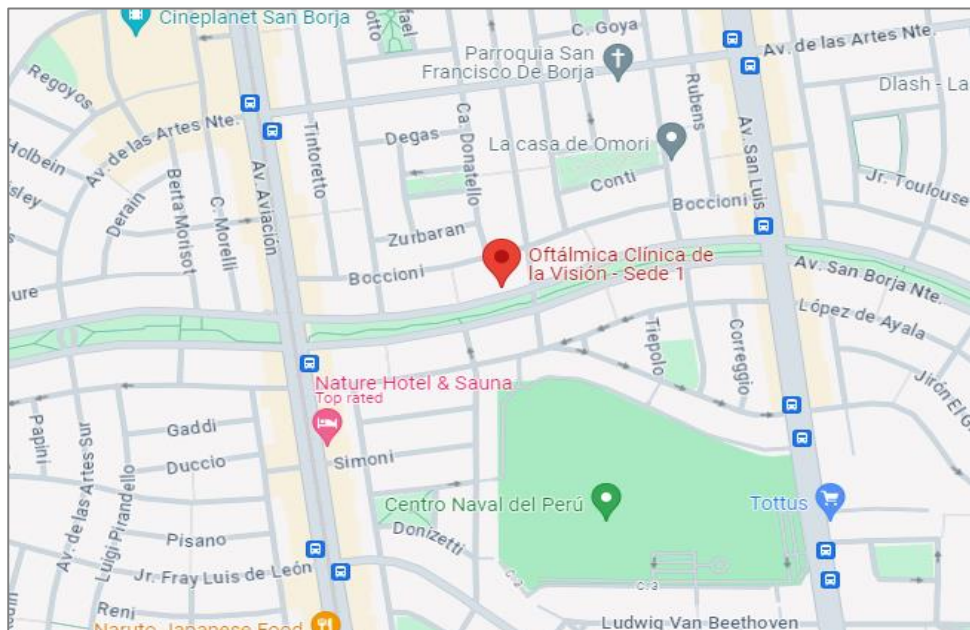 Cineplanet San Borja
C. Goya
Av. de las Artes Nte.
Parroquia San
Francisco De Borja
Regoyos
Rubens
Dlash - La
Holbein
Av. de las Artes Nte.
Tintoretto
Degas
Ca. Donatello
La casa de Omori
Av. San Luis
Derain
Berta Morisot
C. Morelli
Av. Aviación
Conti
Jr. Toulouse
Boccioni
Zurbaran
Boccioni
Oftálmica Clínica de
la Visión - Sede 1
Av. San Borja Nte.
López de Ayala
Tiepolo
Correggio
Nature Hotel & Sauna
Top rated
Papini
Av. de las Artes Sur
Luigi Pirandello
Gaddi
Duccio
Simoni
Centro Naval del Perú
Tottus
Pisano
Donizetti
Jr. Fray Luis de León
Reni
Ludwig Van Beethoven
Naruto Japanese Food